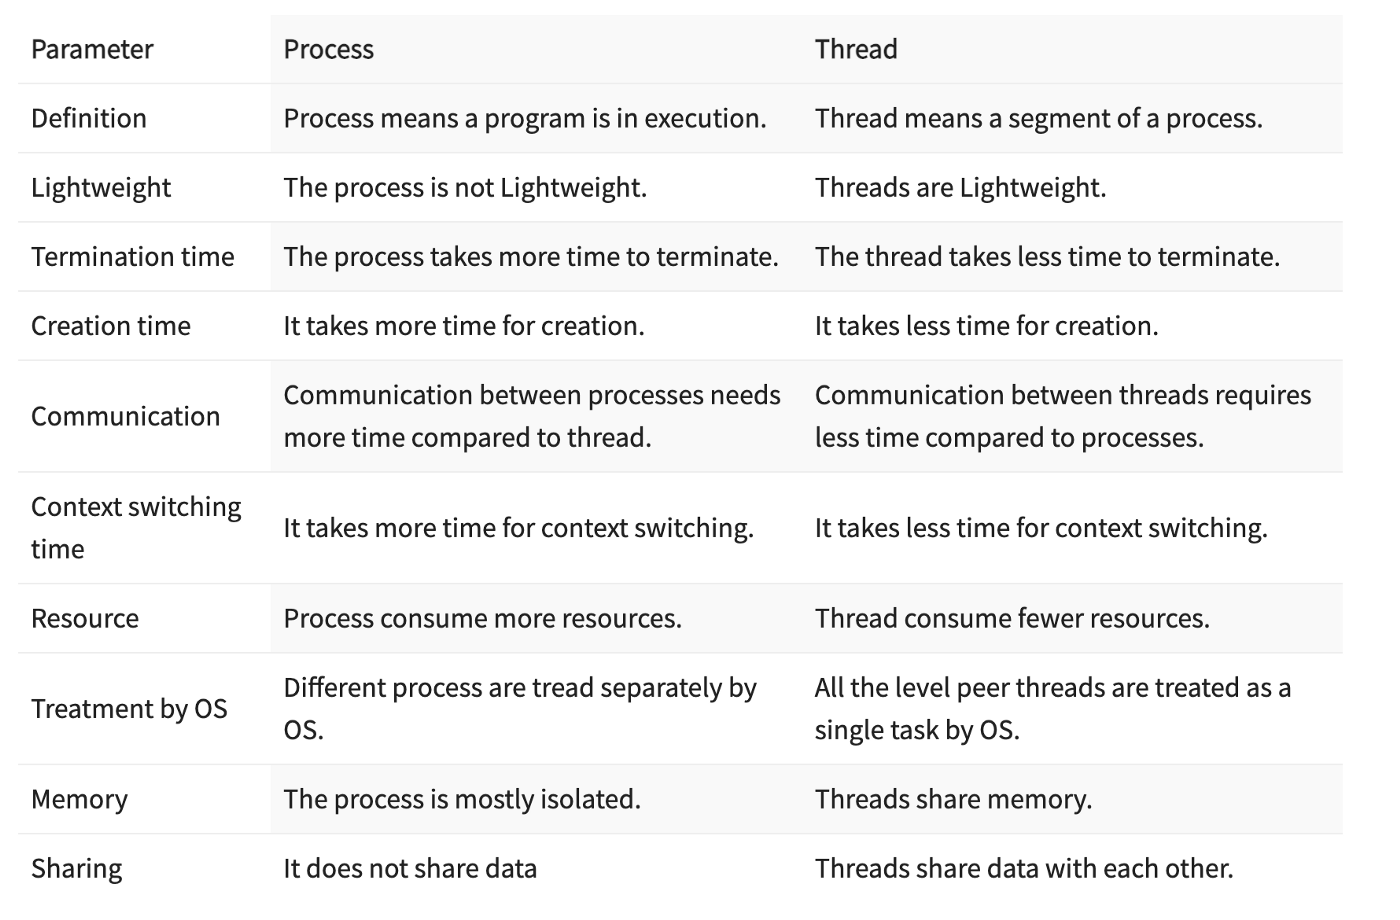 Parameter Process Thread
Definition Process means a program is in execution. Thread means a segment of a process.
Lightweight The process is not Lightweight. Threads are Lightweight.
Termination time The process takes more time to terminate. The thread takes less time to terminate.
Creation time It takes more time for creation. It takes less time for creation.
Communication
Communication between processes needs
more time compared to thread.
Communication between threads requires
less time compared to processes.
Context switching
time
It takes more time for context switching. It takes less time for context switching.
Resource Process consume more resources. Thread consume fewer resources.
Treatment by OS
Different process are tread separately by
OS.
All the level peer threads are treated as a
single task by OS.
Memory The process is mostly isolated. Threads share memory.
Sharing It does not share data Threads share data with each other.